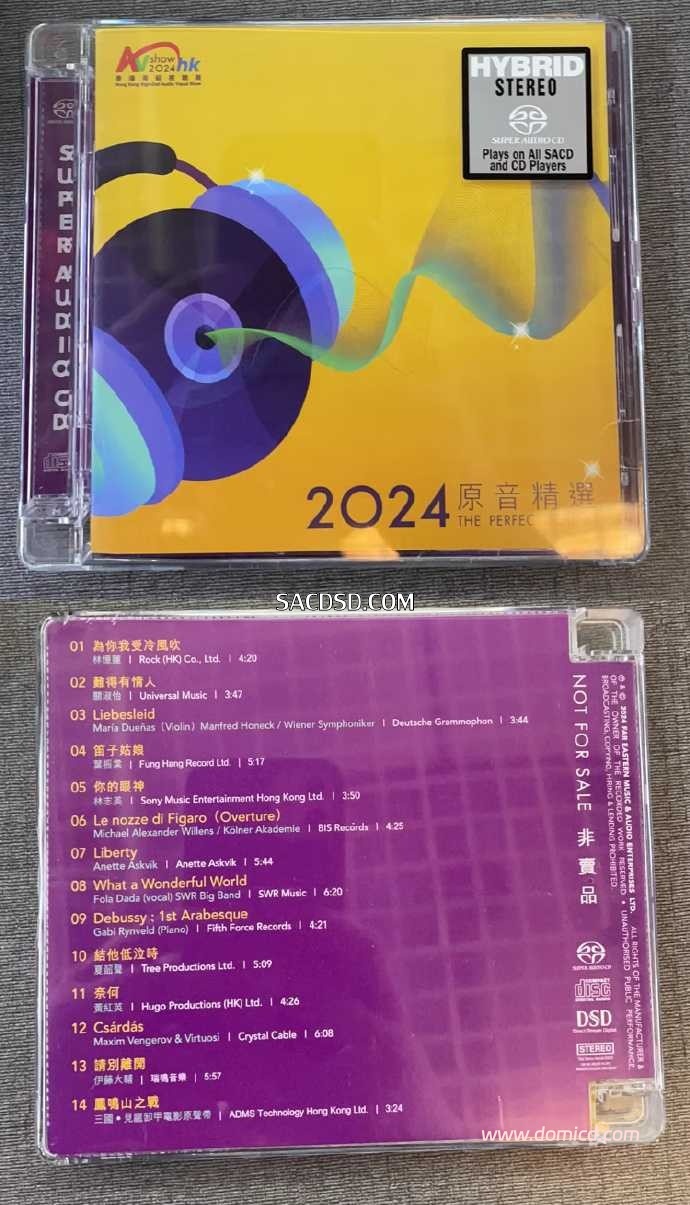 AV show 2024 hk
香港高級視聽展
Hong Kong High-End Audio Visual Show
HYBRID
STEREO
SUPER AUDIO CD
Plays on All SACD
and CD Players
SUPER AUDIO CD
2024 原音精選
THE PERFEC
SACDSD.COM
01 為你我受冷風吹
林憶蓮 | Rock (HK) Co., Ltd. | 4:20
02 難得有情人
關淑怡 | Universal Music | 3:47
03 Liebesleid
María Dueñas (Violin) Manfred Honeck / Wiener Symphoniker | Deutsche Grammophon | 3:44
04 笛子姑娘
葉振棠 | Fung Hang Record Ltd. | 5:17
05 你的眼神
林志美 | Sony Music Entertainment Hong Kong Ltd. | 3:50
06 Le nozze di Figaro (Overture)
Michael Alexander Willens / Kölner Akademie | BIS Records | 4:25
07 Liberty
Anette Askvik | Anette Askvik | 5:44
08 What a Wonderful World
Fola Dada (vocal) SWR Big Band | SWR Music | 6:20
09 Debussy : 1st Arabesque
Gabi Rynveld (Piano) | Fifth Force Records | 4:21
10 結他低泣時
夏韶聲 | Tree Productions Ltd. | 5:09
11 奈何
黃紅英 | Hugo Productions (HK) Ltd. | 4:26
12 Csárdás
Maxim Vengerov & Virtuosi | Crystal Cable | 6:08
13 請別離開
伊藤大輔 | 瑞鳴音樂 | 5:57
14 鳳鳴山之戰
三國•見龍卸甲電影原聲帶 | ADMS Technology Hong Kong Ltd. | 3:24
NOT FOR SALE 非賣品
℗ & © 2024 FAR EASTERN MUSIC & AUDIO ENTERPRISES LTD. ALL RIGHTS OF THE MANUFACTURER &
OF THE OWNER OF THE RECORDED WORK RESERVED • UNAUTHORISED PUBLIC PERFORMANCE,
BROADCASTING, COPYING, HIRING & LENDING PROHIBITED.
SUPER AUDIO CD
COMPACT
disc
DIGITAL AUDIO
DSD
Direct Stream Digital
STEREO
www.domico.com